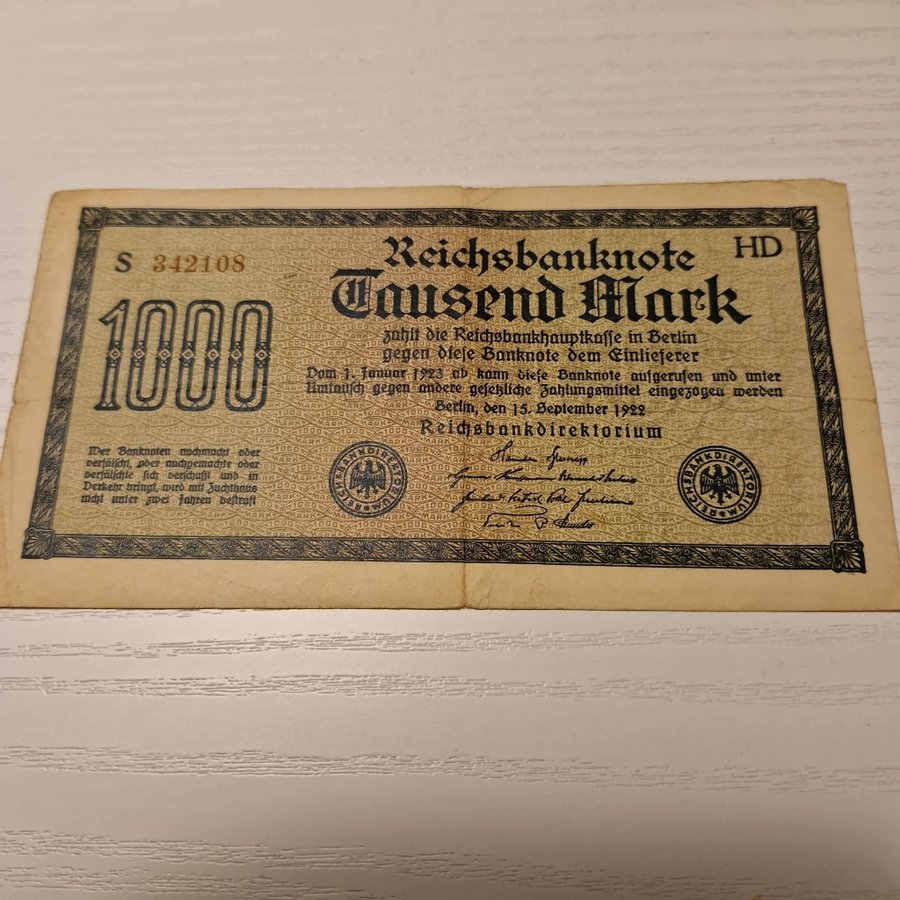 S 342108
HD
Reichsbanknote
Tausend Mark
1000
zahlt die Reichsbankhauptkasse in Berlin
gegen diese Banknote dem Einlieferer
Vom 1. Januar 1923 ab kann diese Banknote aufgerufen und unter
Umtausch gegen andere gesetzliche Zahlungsmittel eingezogen werden
Berlin, den 15. September 1922
Reichsbankdirektorium
Wer Banknoten nachmacht oder
verfälscht, oder nachgemachte oder
verfälschte sich verschafft und in
Verkehr bringt, wird mit Zuchthaus
nicht unter zwei Jahren bestraft
REICHSBANKDIREKTORIUM
REICHSBANKDIREKTORIUM